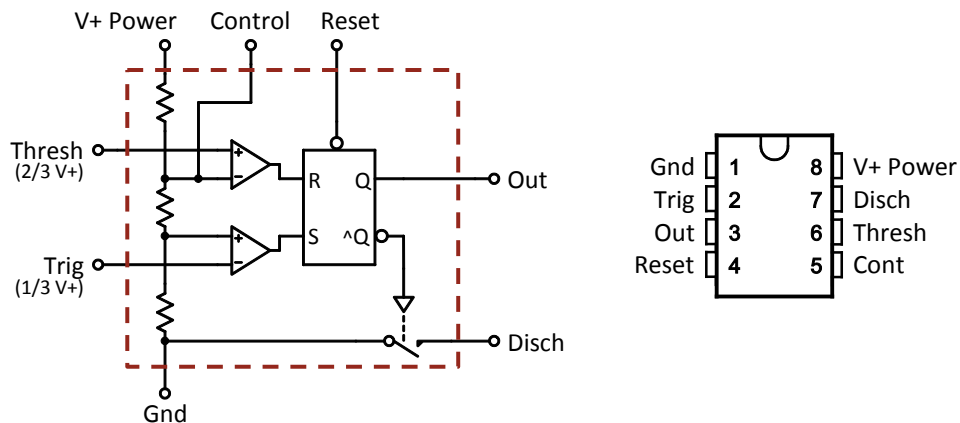 V+ Power Control Reset
Thresh
(2/3 V+)
+
−
R Q
Out
+
−
S ^Q
Trig
(1/3 V+)
Disch
Gnd
Gnd 1 8 V+ Power
Trig 2 7 Disch
Out 3 6 Thresh
Reset 4 5 Cont